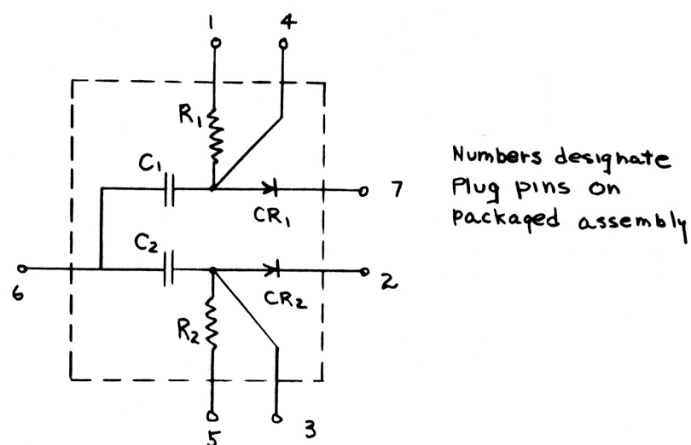 1
4
R₁
C₁
7
CR₁
C₂
6
2
CR₂
R₂
5
3
Numbers designate
Plug pins on
packaged assembly